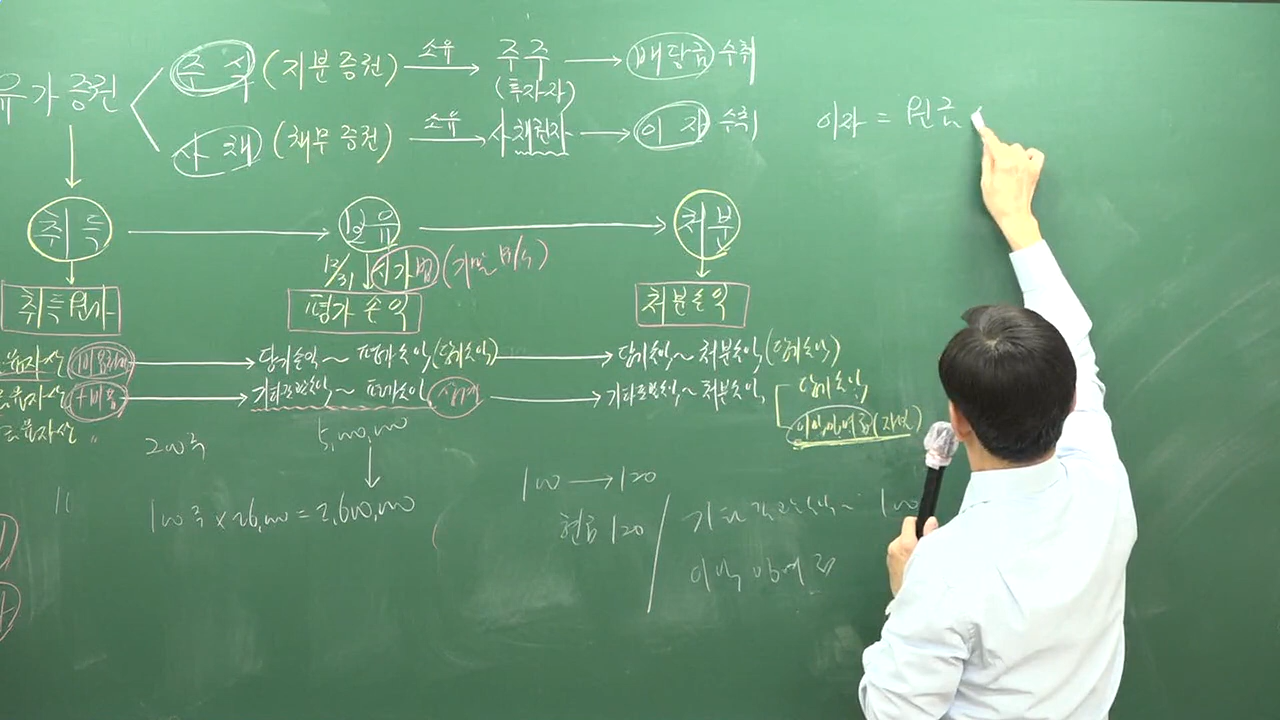 주식 (지분증권) 소유 주주 배당금 수취
(투자자)
유가증권
사채 (채무증권) 소유 사채권자 이자 수취
이자 = 원금
취득 보유 처분
12/31 시가법 (기말 B/S)
취득원가 평가손익 처분손익
당기손익~ 평가손익 (당기손익) 당기손익~ 처분손익 (당기손익)
기타포괄손익~ 평가손익 기타포괄손익~ 처분손익 당기손익
이익잉여금 (자본)
200주 5,000,000
100 120
100주 × 26,000 = 2,600,000
현금 120 / 100
이익잉여금